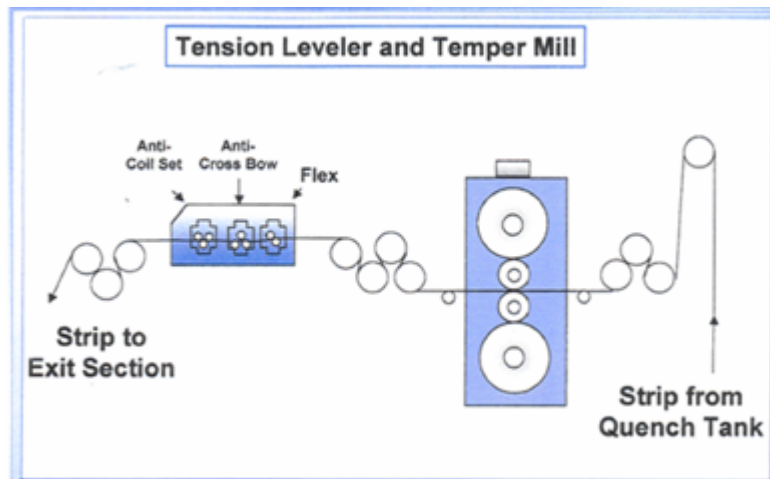 Tension Leveler and Temper Mill
Anti-
Coil Set
Anti-
Cross Bow
Flex
Strip to
Exit Section
Strip from
Quench Tank